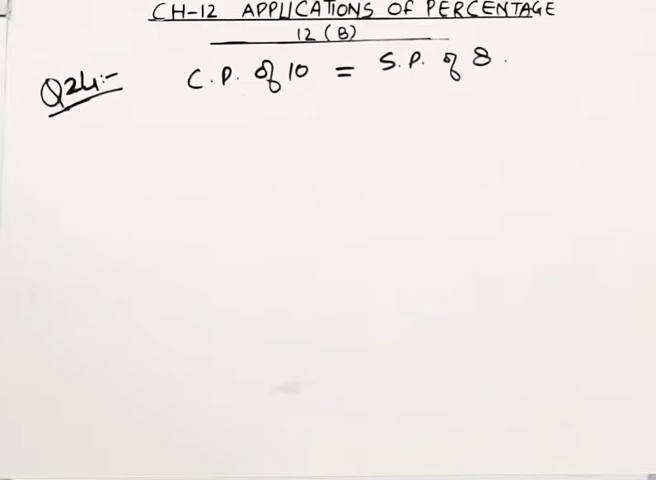 CH-12 APPLICATIONS OF PERCENTAGE
12 (B)
Q24:- C.P. of 10 = S.P. of 8.